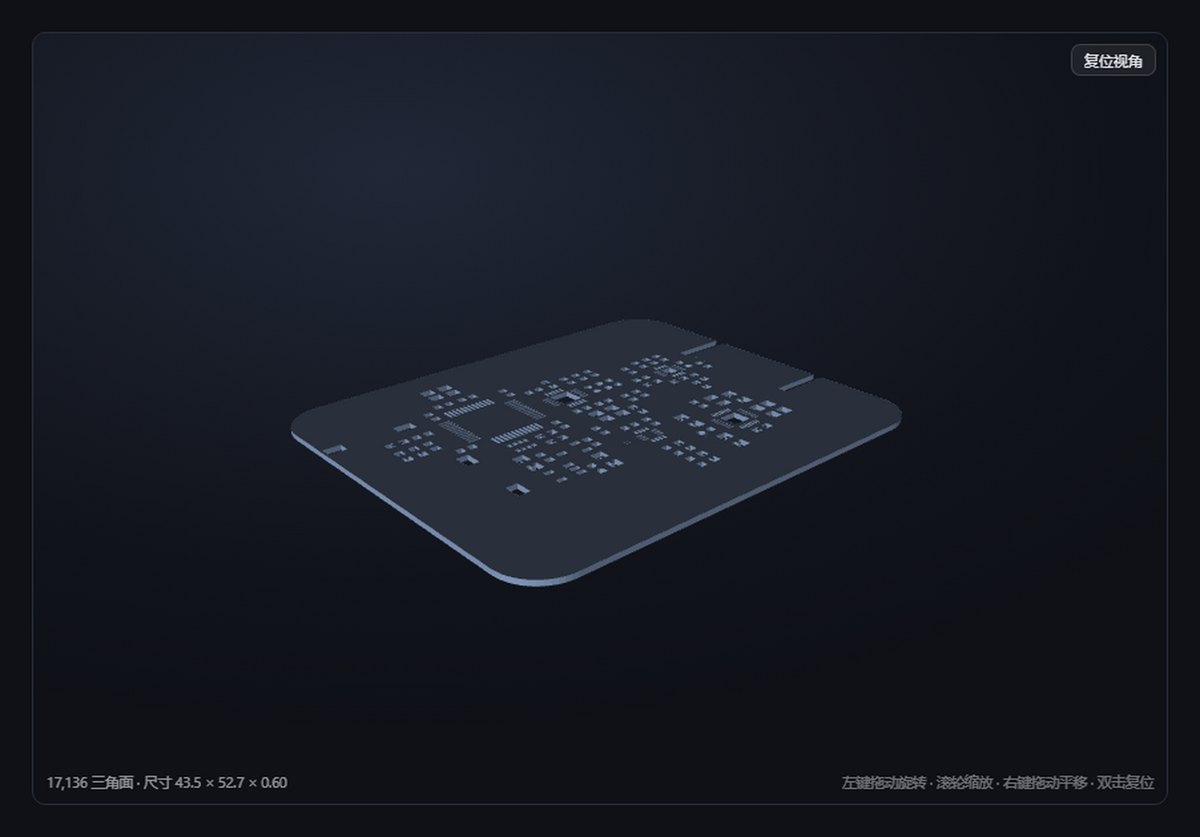 复位视角
17,136 三角面 · 尺寸 43.5 × 52.7 × 0.60
左键拖动旋转 · 滚轮缩放 · 右键拖动平移 · 双击复位